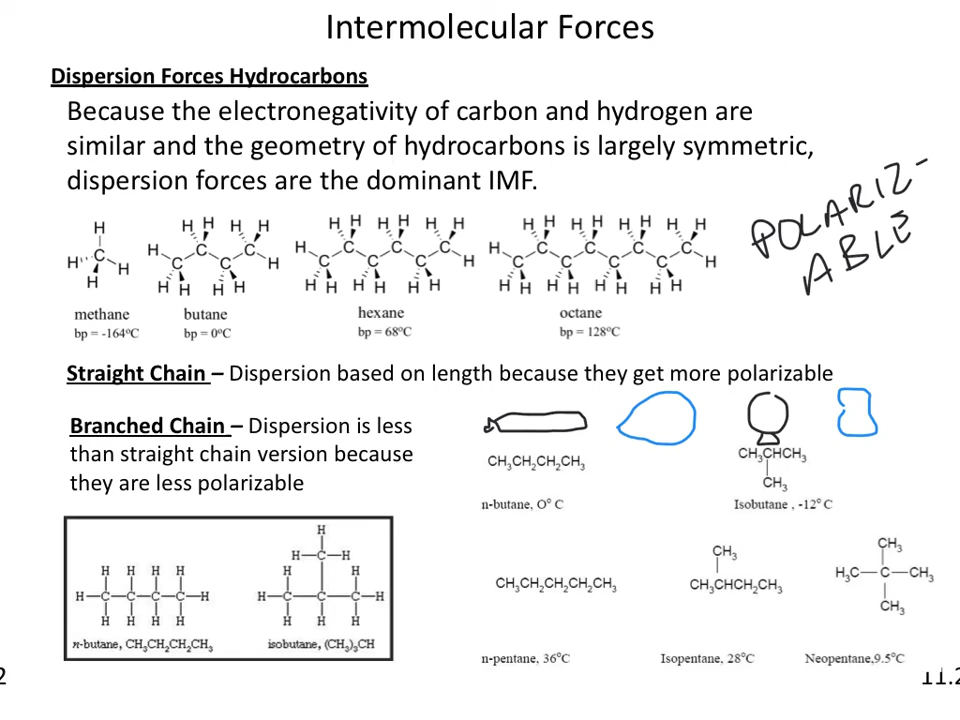 Intermolecular Forces
Dispersion Forces Hydrocarbons
Because the electronegativity of carbon and hydrogen are
similar and the geometry of hydrocarbons is largely symmetric,
dispersion forces are the dominant IMF.
POLARIZ-
ABLE
H H H H H H H H H H H H H H H H H H H
H C H H C C H H C C C H H C C C C H
H C C C C C C C C C H
H H H H H H H H H H H H H H H H H H H
methane butane hexane octane
bp = -164°C bp = 0°C bp = 68°C bp = 128°C
Straight Chain – Dispersion based on length because they get more polarizable
Branched Chain – Dispersion is less
than straight chain version because
they are less polarizable
CH₃CH₂CH₂CH₃ CH₃CHCH₃
CH₃
n-butane, O° C Isobutane , -12° C
H
H—C—H
H H H H H H
H—C—C—C—C—H H—C—C—C—H
H H H H H H H
n-butane, CH₃CH₂CH₂CH₃ isobutane, (CH₃)₃CH
CH₃ CH₃
CH₃CH₂CH₂CH₂CH₃ CH₃CHCH₂CH₃ H₃C—C—CH₃
CH₃
n-pentane, 36°C Isopentane, 28°C Neopentane,9.5°C
2 11.2